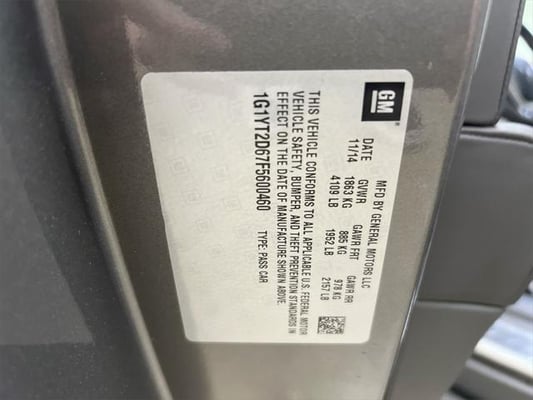 GM
MFD BY GENERAL MOTORS LLC
DATE GVWR GAWR FRT GAWR RR
11/14 1863 KG 885 KG 978 KG
4109 LB 1952 LB 2157 LB
THIS VEHICLE CONFORMS TO ALL APPLICABLE U.S. FEDERAL MOTOR
VEHICLE SAFETY, BUMPER, AND THEFT PREVENTION STANDARDS IN
EFFECT ON THE DATE OF MANUFACTURE SHOWN ABOVE.
1G1YT2D67F5600460 TYPE: PASS CAR